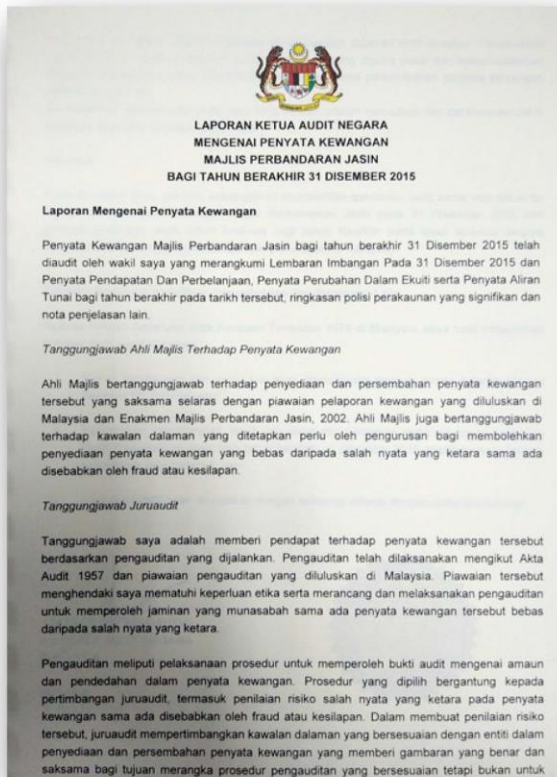 LAPORAN KETUA AUDIT NEGARA
MENGENAI PENYATA KEWANGAN
MAJLIS PERBANDARAN JASIN
BAGI TAHUN BERAKHIR 31 DISEMBER 2015
Laporan Mengenai Penyata Kewangan
Penyata Kewangan Majlis Perbandaran Jasin bagi tahun berakhir 31 Disember 2015 telah
diaudit oleh wakil saya yang merangkumi Lembaran Imbangan Pada 31 Disember 2015 dan
Penyata Pendapatan Dan Perbelanjaan, Penyata Perubahan Dalam Ekuiti serta Penyata Aliran
Tunai bagi tahun berakhir pada tarikh tersebut, ringkasan polisi perakaunan yang signifikan dan
nota penjelasan lain.
Tanggungjawab Ahli Majlis Terhadap Penyata Kewangan
Ahli Majlis bertanggungjawab terhadap penyediaan dan persembahan penyata kewangan
tersebut yang saksama selaras dengan piawaian pelaporan kewangan yang diluluskan di
Malaysia dan Enakmen Majlis Perbandaran Jasin, 2002. Ahli Majlis juga bertanggungjawab
terhadap kawalan dalaman yang ditetapkan perlu oleh pengurusan bagi membolehkan
penyediaan penyata kewangan yang bebas daripada salah nyata yang ketara sama ada
disebabkan oleh fraud atau kesilapan.
Tanggungjawab Juruaudit
Tanggungjawab saya adalah memberi pendapat terhadap penyata kewangan tersebut
berdasarkan pengauditan yang dijalankan. Pengauditan telah dilaksanakan mengikut Akta
Audit 1957 dan piawaian pengauditan yang diluluskan di Malaysia. Piawaian tersebut
menghendaki saya mematuhi keperluan etika serta merancang dan melaksanakan pengauditan
untuk memperoleh jaminan yang munasabah sama ada penyata kewangan tersebut bebas
daripada salah nyata yang ketara.
Pengauditan meliputi pelaksanaan prosedur untuk memperoleh bukti audit mengenai amaun
dan pendedahan dalam penyata kewangan. Prosedur yang dipilih bergantung kepada
pertimbangan juruaudit, termasuk penilaian risiko salah nyata yang ketara pada penyata
kewangan sama ada disebabkan oleh fraud atau kesilapan. Dalam membuat penilaian risiko
tersebut, juruaudit mempertimbangkan kawalan dalaman yang bersesuaian dengan entiti dalam
penyediaan dan persembahan penyata kewangan yang memberi gambaran yang benar dan
saksama bagi tujuan merangka prosedur pengauditan yang bersesuaian tetapi bukan untuk